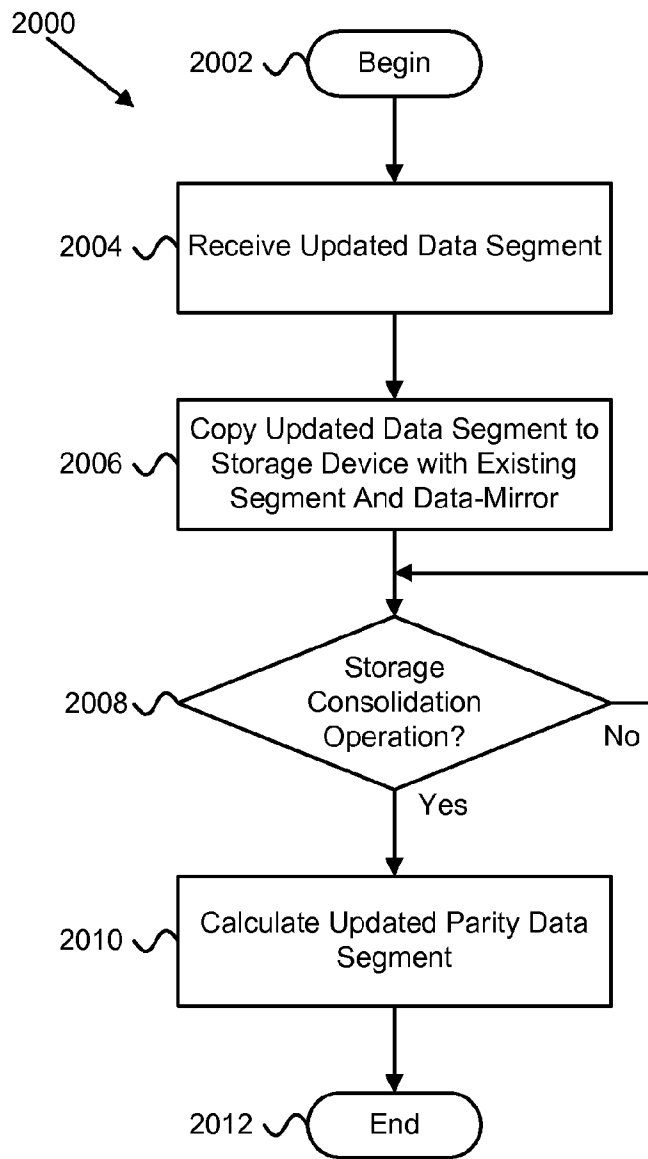 2000
2002
Begin
2004
Receive Updated Data Segment
2006
Copy Updated Data Segment to
Storage Device with Existing
Segment And Data-Mirror
2008
Storage
Consolidation
Operation?
No
Yes
2010
Calculate Updated Parity Data
Segment
2012
End